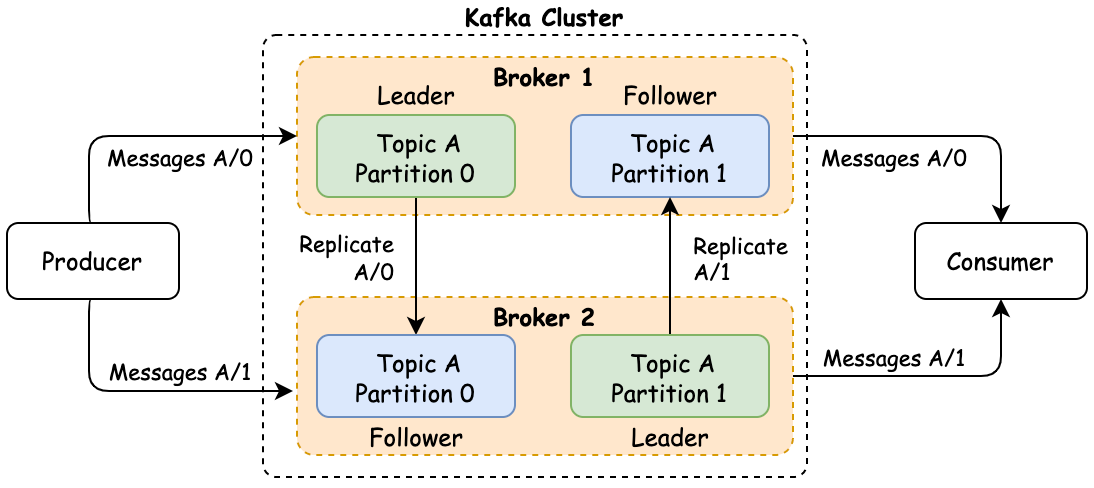 Kafka Cluster
Broker 1
Leader
Follower
Topic A
Partition 0
Topic A
Partition 1
Messages A/0
Messages A/0
Producer
Replicate
A/0
Replicate
A/1
Consumer
Broker 2
Topic A
Partition 0
Topic A
Partition 1
Messages A/1
Messages A/1
Follower
Leader